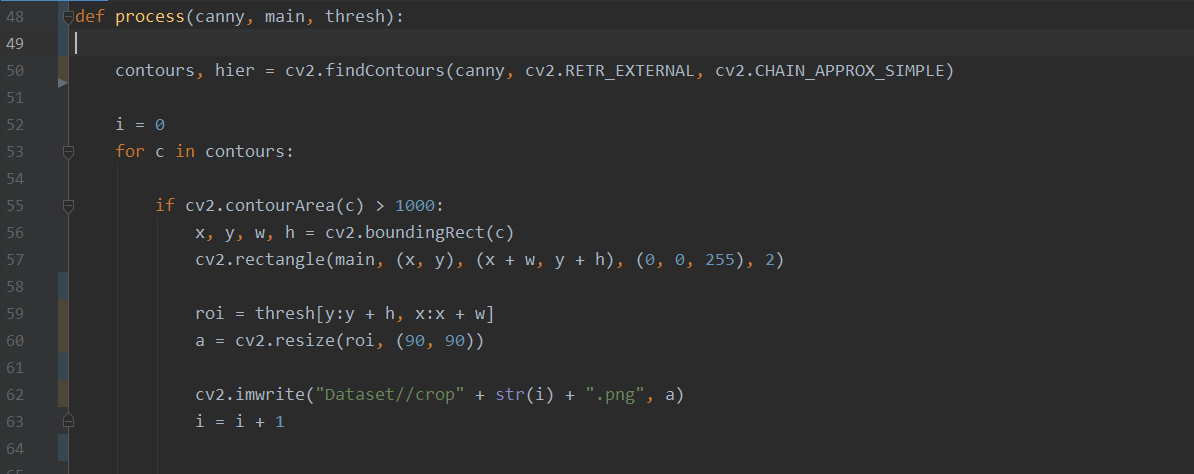 48 def process(canny, main, thresh):
49
50     contours, hier = cv2.findContours(canny, cv2.RETR_EXTERNAL, cv2.CHAIN_APPROX_SIMPLE)
51
52     i = 0
53     for c in contours:
54
55         if cv2.contourArea(c) > 1000:
56             x, y, w, h = cv2.boundingRect(c)
57             cv2.rectangle(main, (x, y), (x + w, y + h), (0, 0, 255), 2)
58
59             roi = thresh[y:y + h, x:x + w]
60             a = cv2.resize(roi, (90, 90))
61
62             cv2.imwrite("Dataset//crop" + str(i) + ".png", a)
63             i = i + 1
64